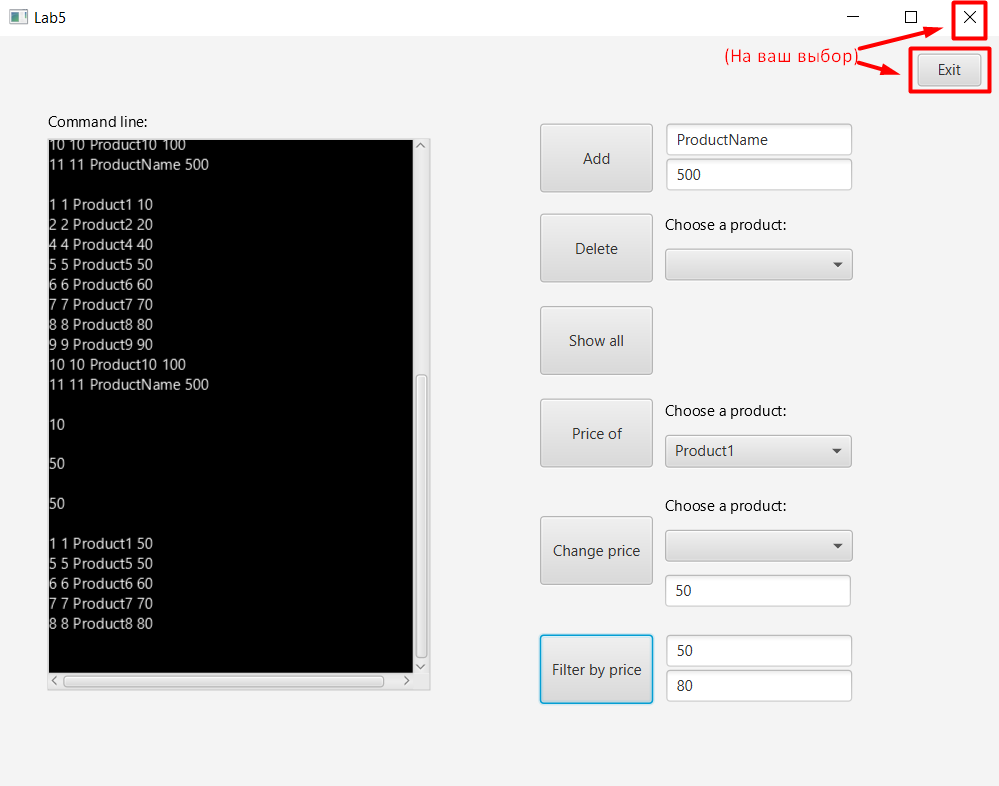 Lab5
(На ваш выбор)
Exit
Command line:
10 10 Product10 100
11 11 ProductName 500
1 1 Product1 10
2 2 Product2 20
4 4 Product4 40
5 5 Product5 50
6 6 Product6 60
7 7 Product7 70
8 8 Product8 80
9 9 Product9 90
10 10 Product10 100
11 11 ProductName 500
10
50
50
1 1 Product1 50
5 5 Product5 50
6 6 Product6 60
7 7 Product7 70
8 8 Product8 80
Add
ProductName
500
Delete
Choose a product:
Show all
Price of
Choose a product:
Product1
Change price
Choose a product:
50
Filter by price
50
80